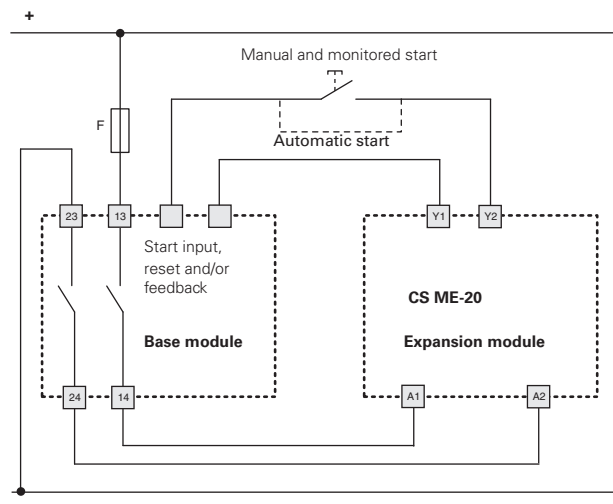 +
Manual and monitored start
F
Automatic start
23 13 Y1 Y2
Start input,
reset and/or
feedback
CS ME-20
Base module
Expansion module
24 14 A1 A2
-